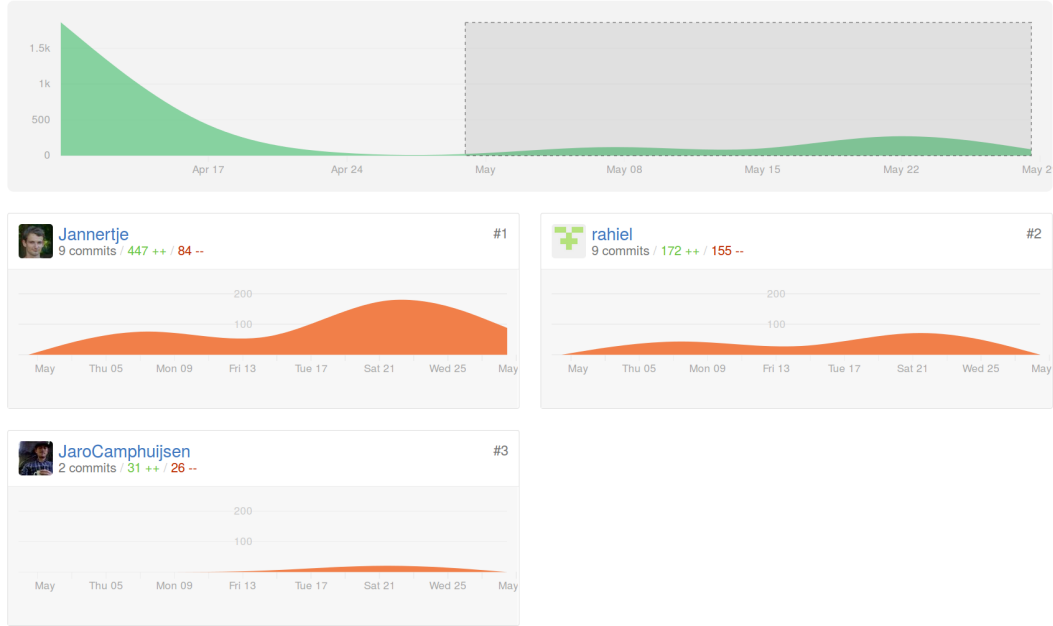 1.5k
1k
500
0
Apr 17 Apr 24 May May 08 May 15 May 22 May 2
Jannertje #1
9 commits / 447 ++ / 84 --
200
100
May Thu 05 Mon 09 Fri 13 Tue 17 Sat 21 Wed 25 May
rahiel #2
9 commits / 172 ++ / 155 --
200
100
May Thu 05 Mon 09 Fri 13 Tue 17 Sat 21 Wed 25 May
JaroCamphuijsen #3
2 commits / 31 ++ / 26 --
200
100
May Thu 05 Mon 09 Fri 13 Tue 17 Sat 21 Wed 25 May